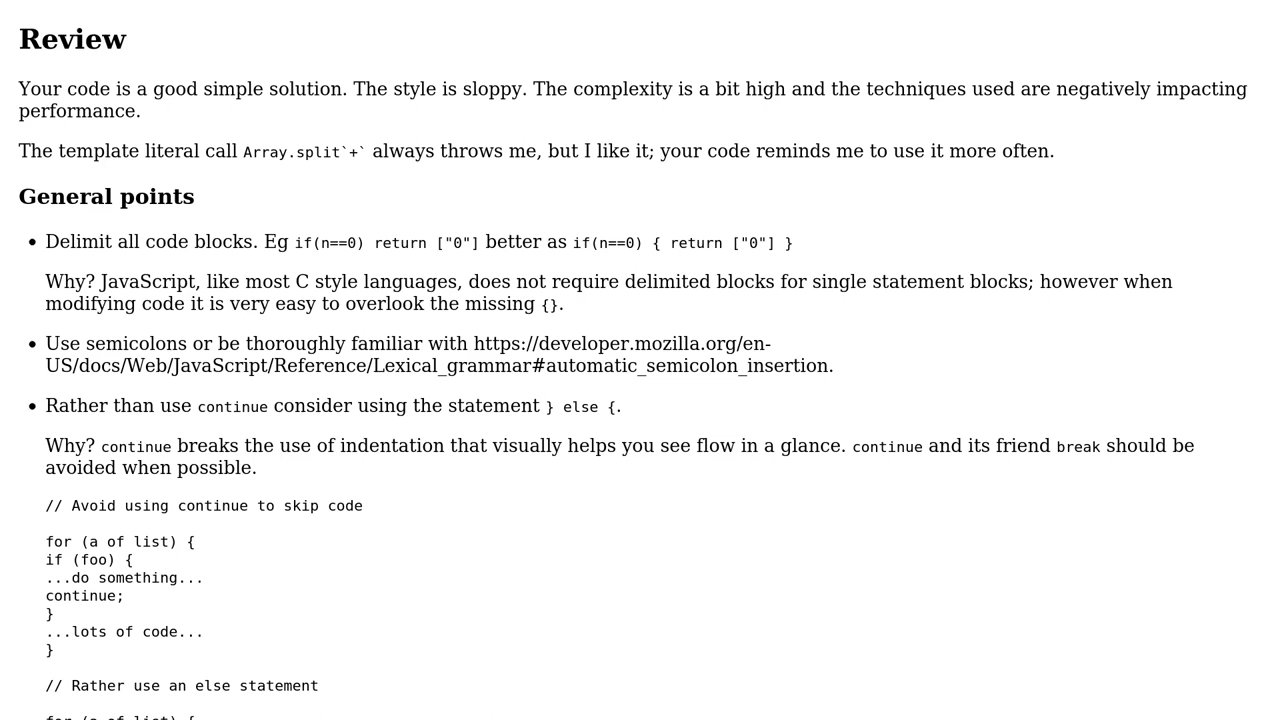 Review
Your code is a good simple solution. The style is sloppy. The complexity is a bit high and the techniques used are negatively impacting
performance.
The template literal call Array.split`+` always throws me, but I like it; your code reminds me to use it more often.
General points
• Delimit all code blocks. Eg if(n==0) return ["0"] better as if(n==0) { return ["0"] }
Why? JavaScript, like most C style languages, does not require delimited blocks for single statement blocks; however when
modifying code it is very easy to overlook the missing {}.
• Use semicolons or be thoroughly familiar with https://developer.mozilla.org/en-
US/docs/Web/JavaScript/Reference/Lexical_grammar#automatic_semicolon_insertion.
• Rather than use continue consider using the statement } else {.
Why? continue breaks the use of indentation that visually helps you see flow in a glance. continue and its friend break should be
avoided when possible.
// Avoid using continue to skip code
for (a of list) {
if (foo) {
...do something...
continue;
}
...lots of code...
}
// Rather use an else statement
for (a of list) {